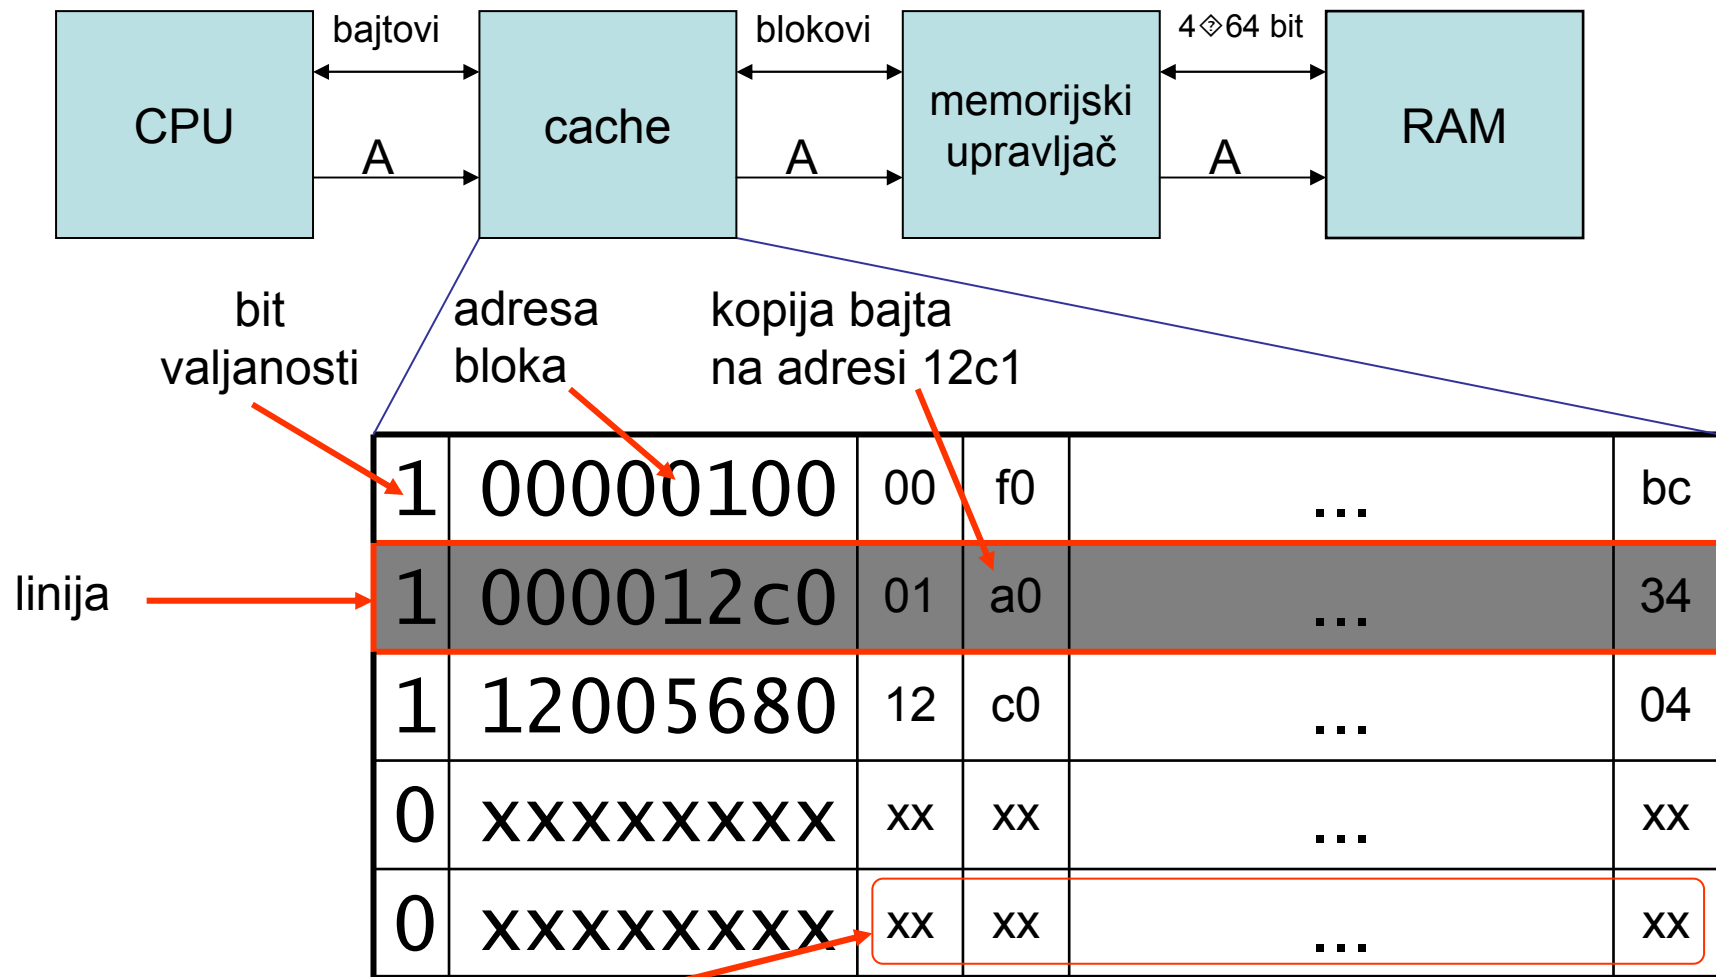 bajtovi
blokovi
4�64 bit
CPU
cache
memorijski
upravljač
RAM
A
A
A
bit
valjanosti
adresa
bloka
kopija bajta
na adresi 12c1
1 00000100 00 f0 ... bc
linija
1 000012c0 01 a0 ... 34
1 12005680 12 c0 ... 04
0 xxxxxxxx xx xx ... xx
0 xxxxxxxx xx xx ... xx